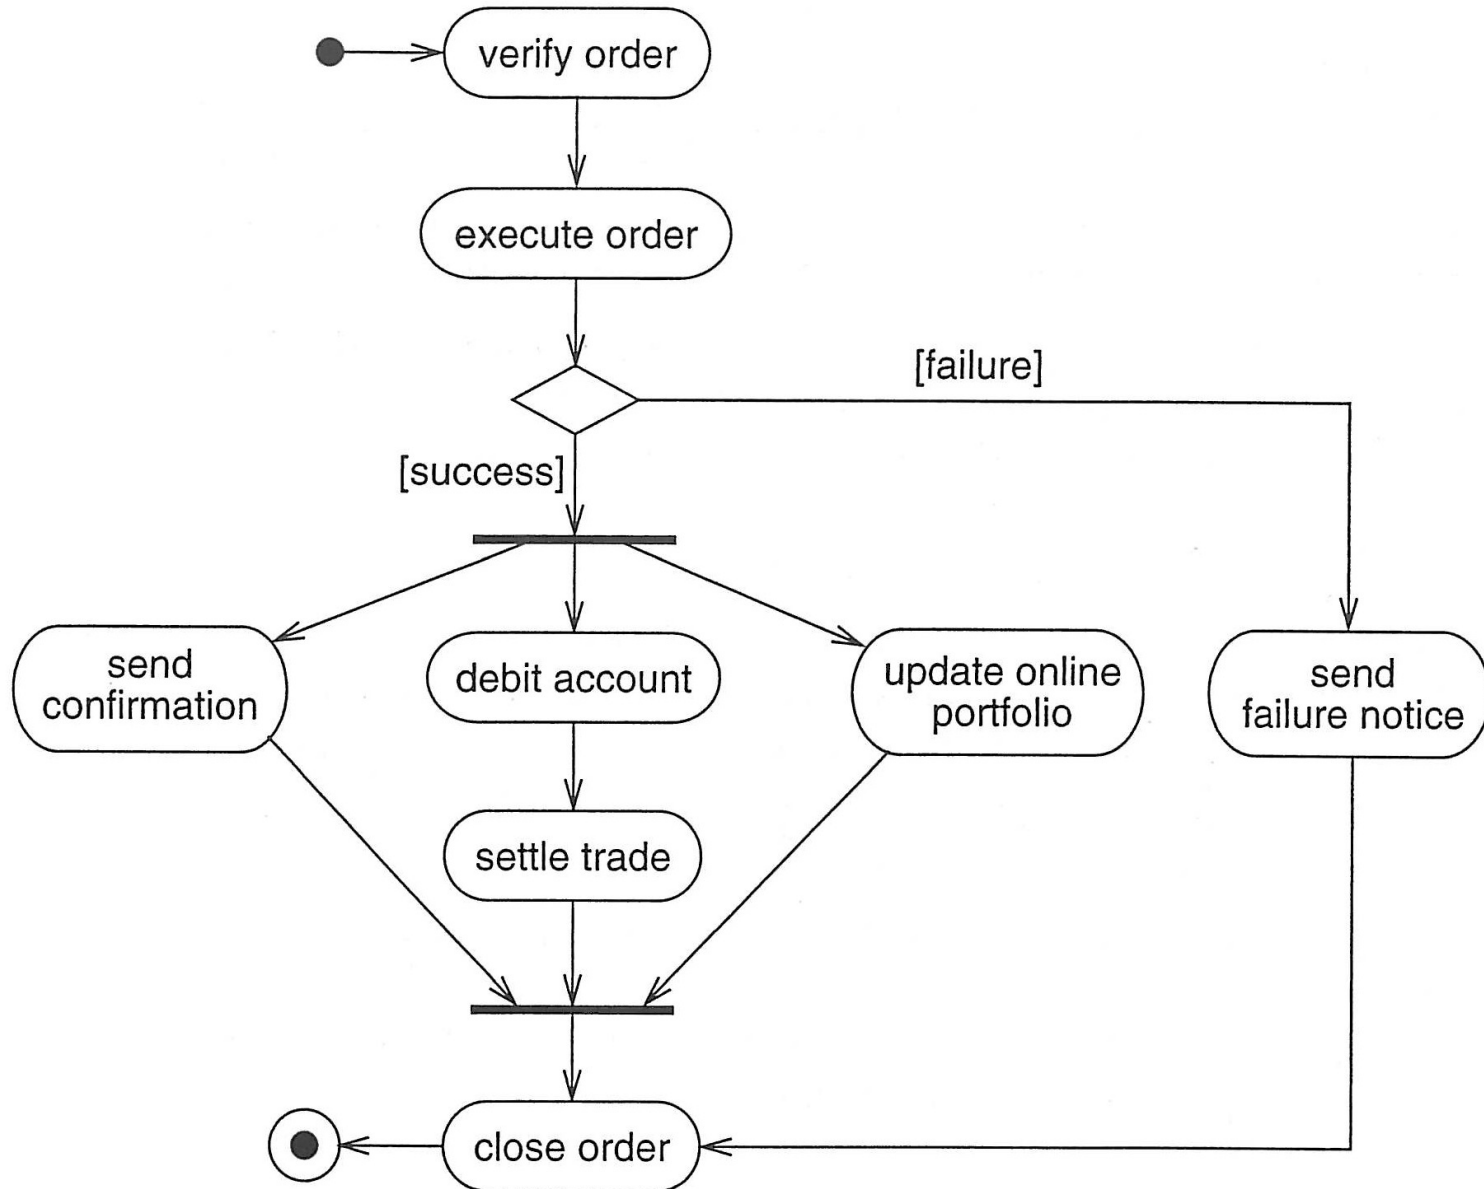 verify order
execute order
[failure]
[success]
send
confirmation
debit account
update online
portfolio
send
failure notice
settle trade
close order